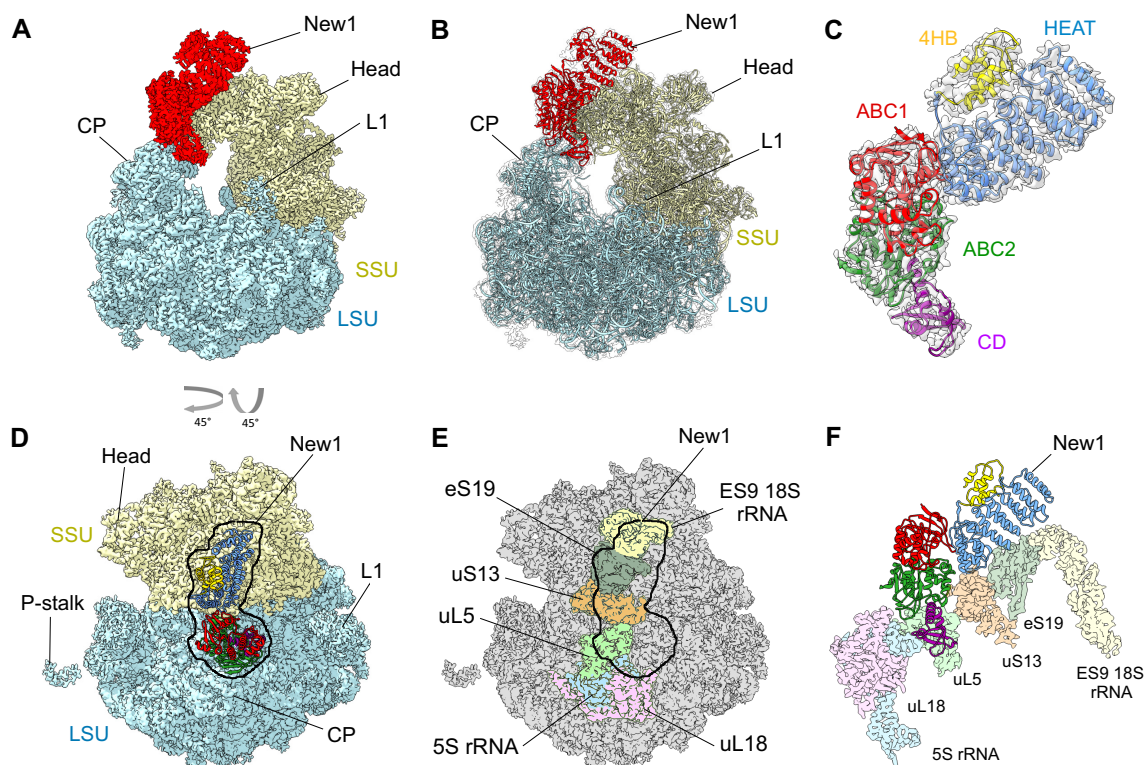 A
New1
Head
L1
CP
SSU
LSU
B
New1
Head
CP
L1
SSU
LSU
C
4HB
HEAT
ABC1
ABC2
CD
45° 45°
D
New1
Head
SSU
L1
P-stalk
LSU
CP
E
New1
eS19
ES9 18S
rRNA
uS13
uL5
5S rRNA
uL18
F
New1
eS19
uS13
uL5
ES9 18S
rRNA
uL18
5S rRNA